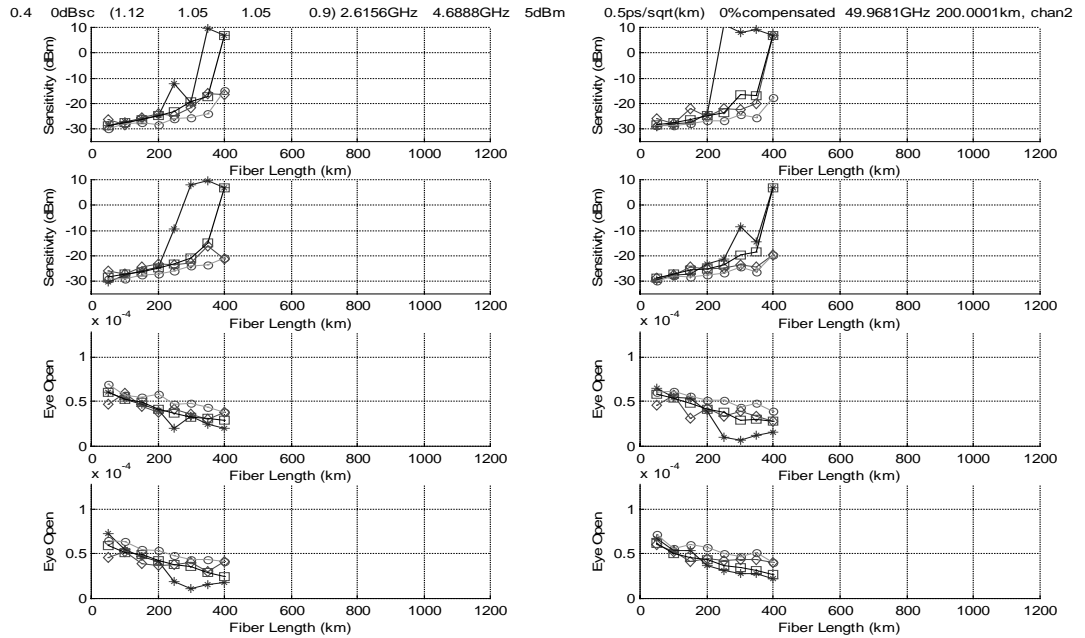 0.4 0dBsc (1.12 1.05 1.05 0.9) 2.6156GHz 4.6888GHz 5dBm 0.5ps/sqrt(km) 0%compensated 49.9681GHz 200.0001km, chan2
10
0
-10
-20
-30
Sensitivity (dBm)
0 200 400 600 800 1000 1200
Fiber Length (km)
10
0
-10
-20
-30
Sensitivity (dBm)
0 200 400 600 800 1000 1200
Fiber Length (km)
10
0
-10
-20
-30
Sensitivity (dBm)
0 200 400 600 800 1000 1200
Fiber Length (km)
10
0
-10
-20
-30
Sensitivity (dBm)
0 200 400 600 800 1000 1200
Fiber Length (km)
x 10^-4
1
0.5
0
Eye Open
0 200 400 600 800 1000 1200
Fiber Length (km)
x 10^-4
1
0.5
0
Eye Open
0 200 400 600 800 1000 1200
Fiber Length (km)
x 10^-4
1
0.5
0
Eye Open
0 200 400 600 800 1000 1200
Fiber Length (km)
x 10^-4
1
0.5
0
Eye Open
0 200 400 600 800 1000 1200
Fiber Length (km)